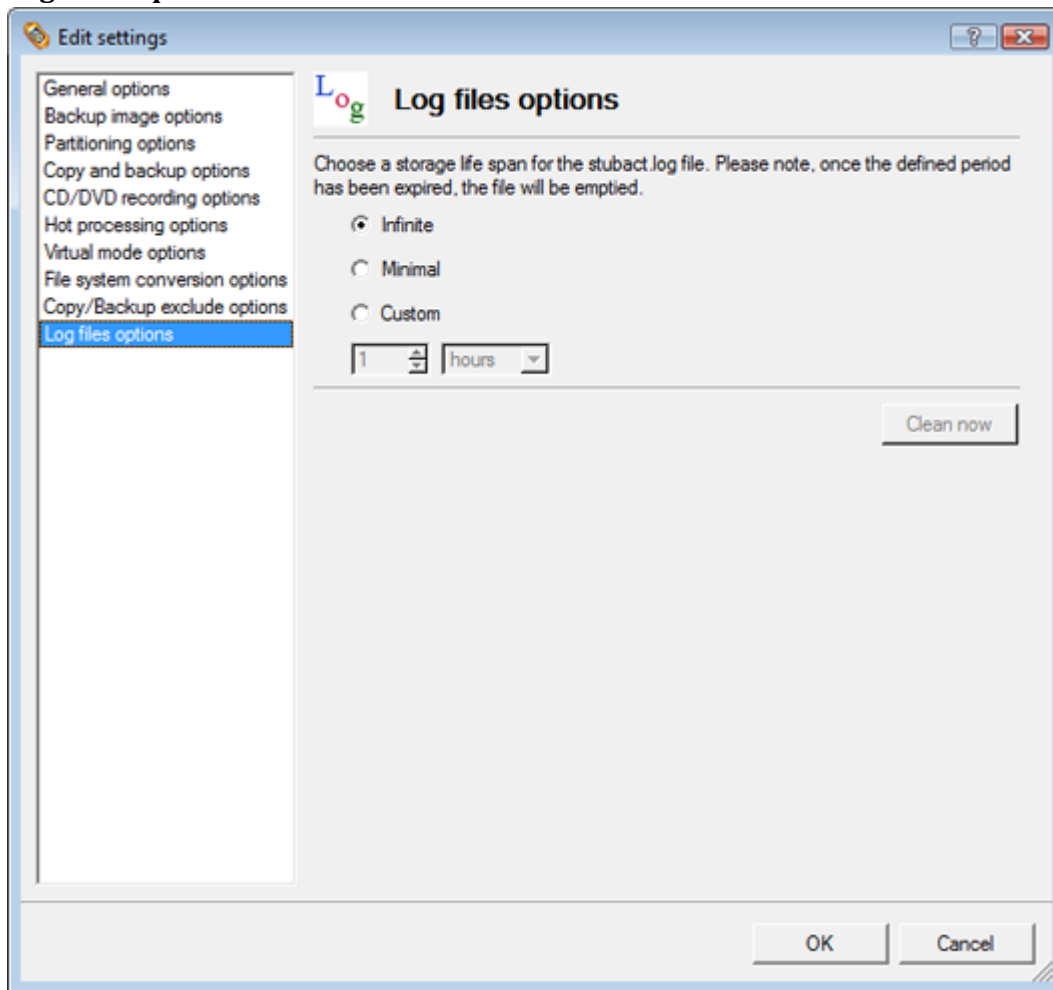 Edit settings
General options
Backup image options
Partitioning options
Copy and backup options
CD/DVD recording options
Hot processing options
Virtual mode options
File system conversion options
Copy/Backup exclude options
Log files options
Log
Log files options
Choose a storage life span for the stubact.log file. Please note, once the defined period
has been expired, the file will be emptied.
Infinite
Minimal
Custom
1 hours
Clean now
OK Cancel